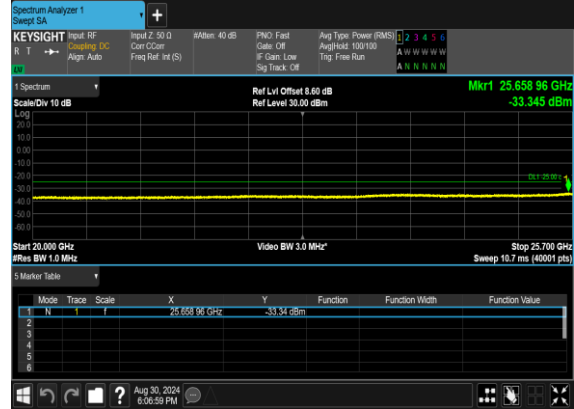 Spectrum Analyzer 1
Swept SA
+
KEYSIGHT Input: RF Input Z: 50 Ω #Atten: 40 dB PNO: Fast Avg Type: Power (RMS) 1 2 3 4 5 6
R T Coupling: DC Corr CCorr Gate: Off Avg|Hold: 100/100 A W W W W W
Align: Auto Freq Ref: Int (S) IF Gain: Low Trig: Free Run
Sig Track: Off A N N N N N
1 Spectrum Ref Lvl Offset 8.60 dB Mkr1 25.658 96 GHz
Scale/Div 10 dB Ref Level 30.00 dBm -33.345 dBm
Log
20.0
10.0
0.00
-10.0
-20.0
-30.0
-40.0
-50.0
-60.0
1
Start 20.000 GHz Video BW 3.0 MHz* Stop 25.700 GHz
#Res BW 1.0 MHz Sweep 10.7 ms (40001 pts)
5 Marker Table
Mode Trace Scale X Y Function Function Width Function Value
1 N 1 f 25.658 96 GHz -33.34 dBm
2
3
4
5
6
? Aug 30, 2024
6:06:59 PM